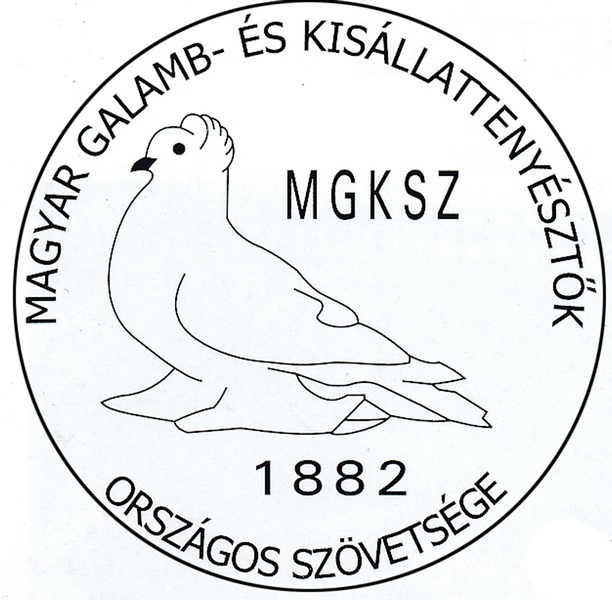 MAGYAR GALAMB- ÉS KISÁLLATTENYÉSZTŐK
MGKSZ
1882
ORSZÁGOS SZÖVETSÉGE